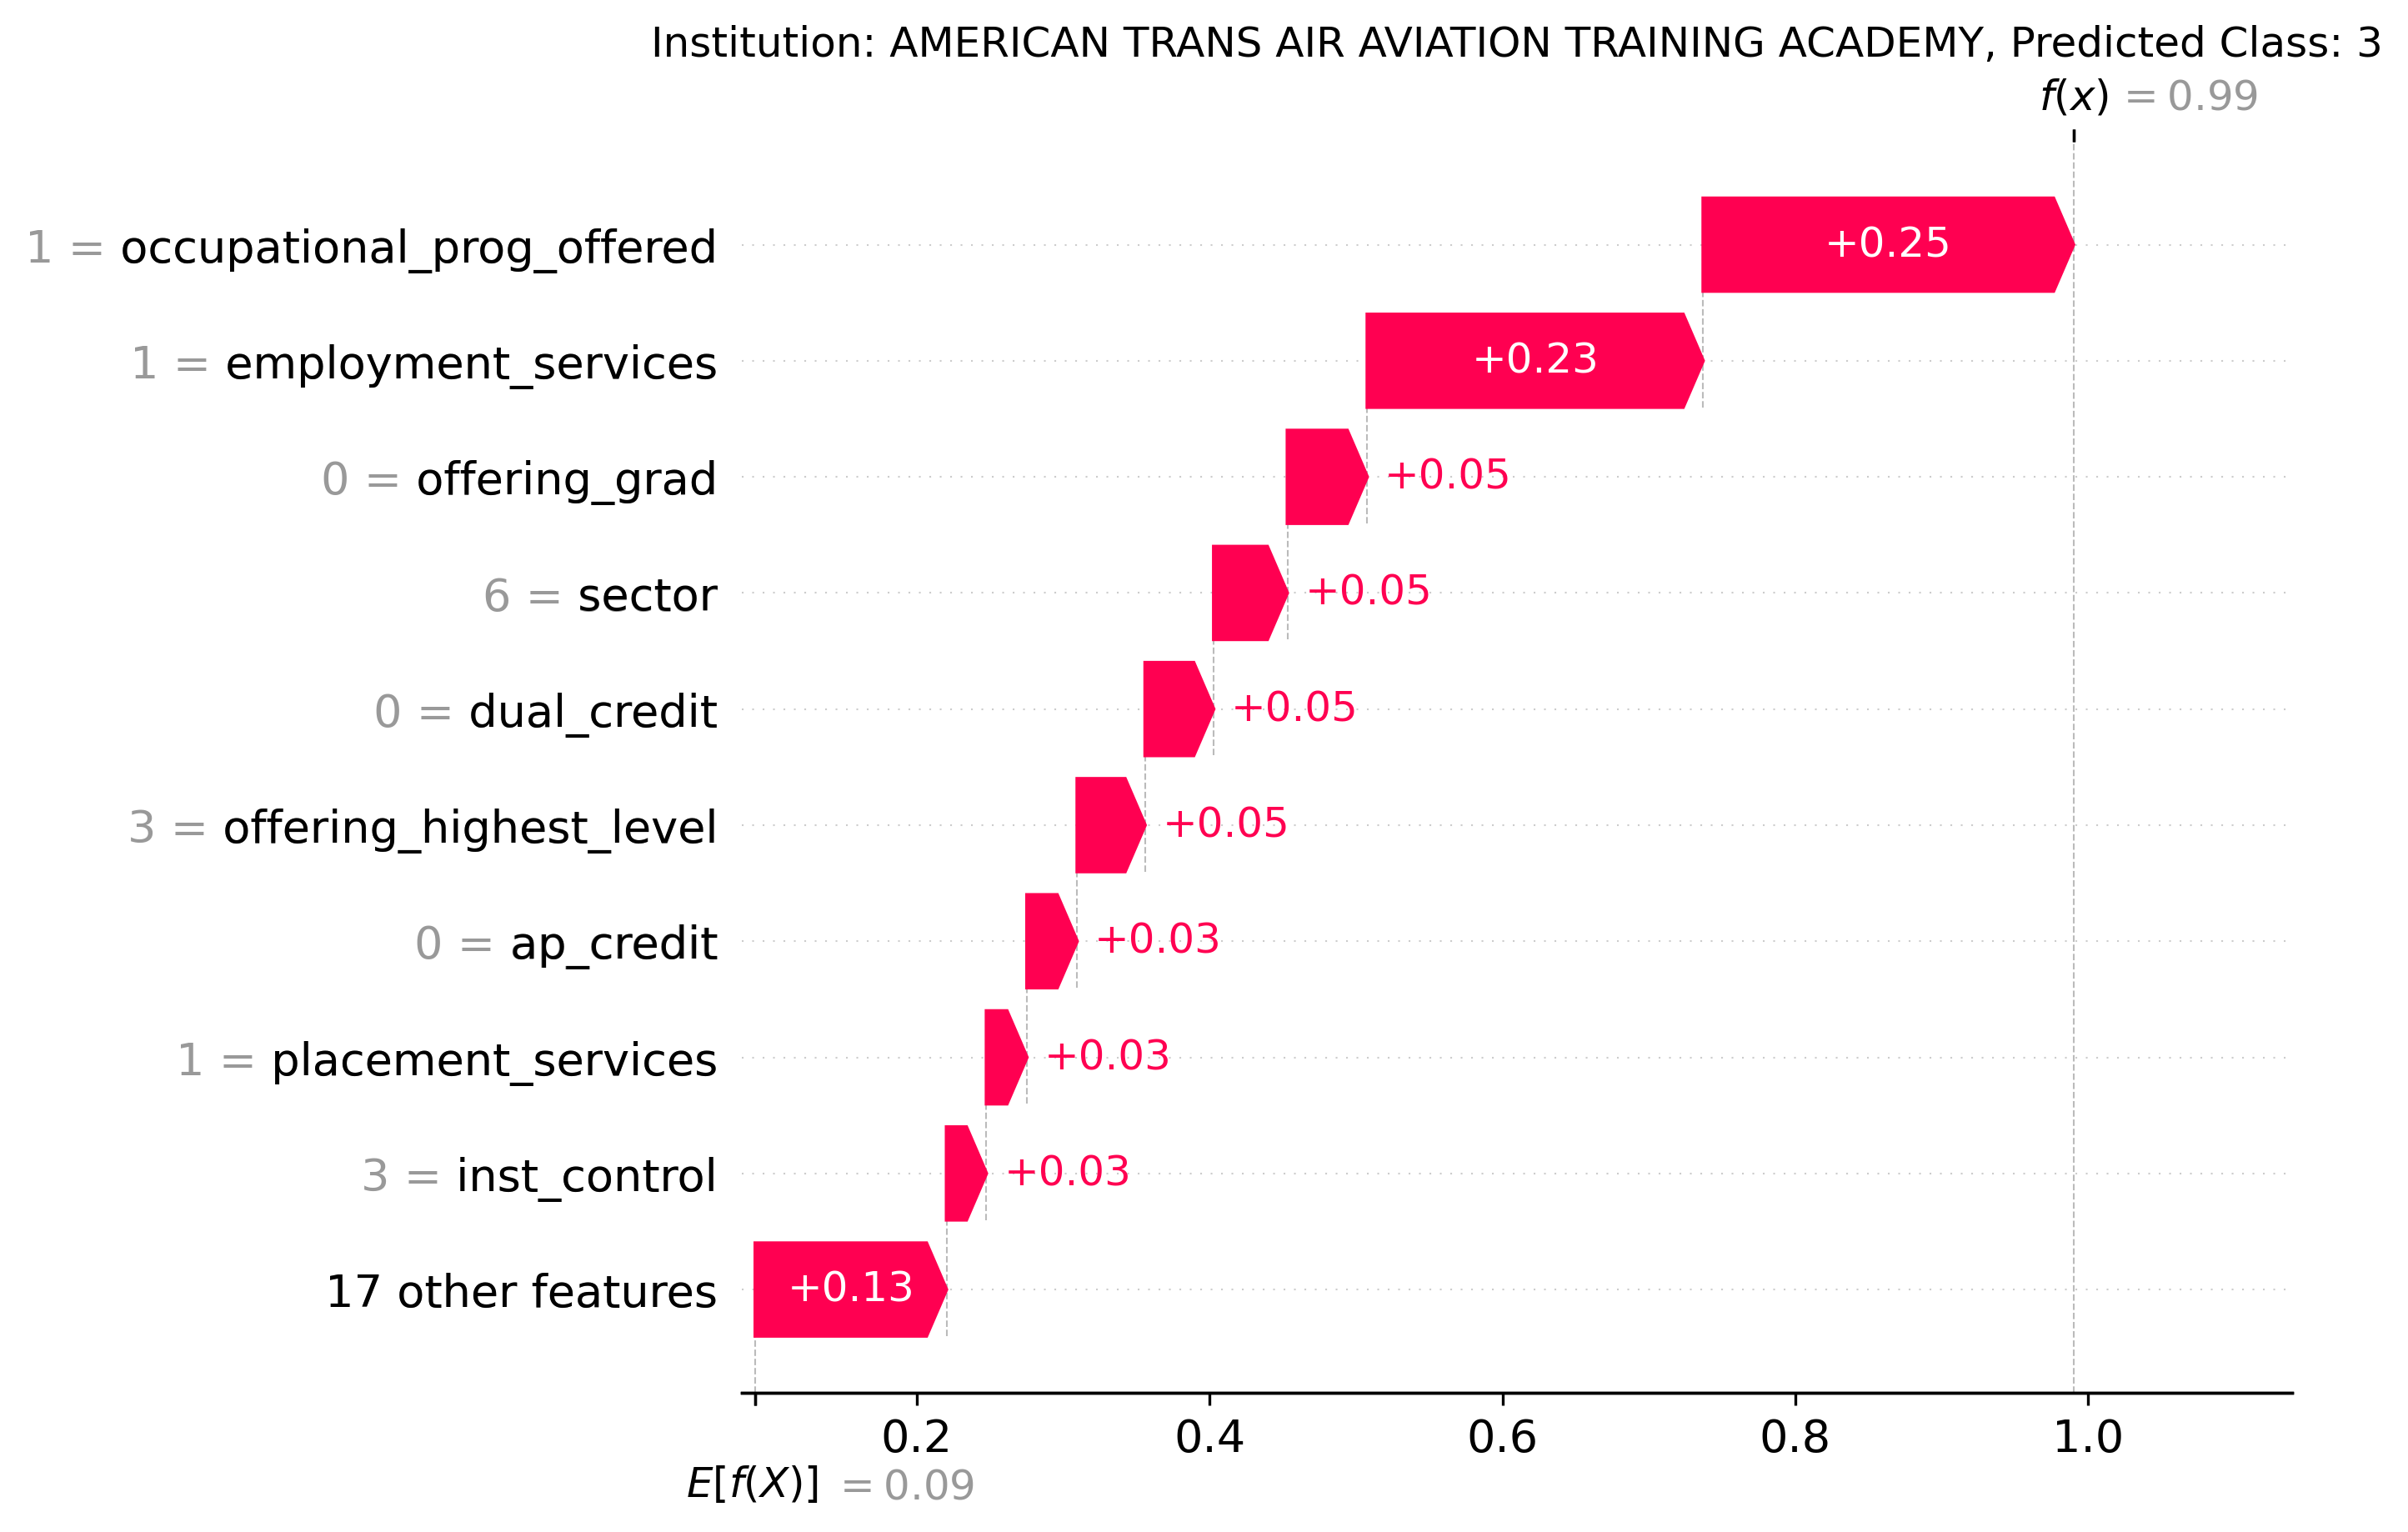 Institution: AMERICAN TRANS AIR AVIATION TRAINING ACADEMY, Predicted Class: 3
f(x) = 0.99
1 = occupational_prog_offered +0.25
1 = employment_services +0.23
0 = offering_grad +0.05
6 = sector +0.05
0 = dual_credit +0.05
3 = offering_highest_level +0.05
0 = ap_credit +0.03
1 = placement_services +0.03
3 = inst_control +0.03
17 other features +0.13
0.2 0.4 0.6 0.8 1.0
E[f(X)] = 0.09